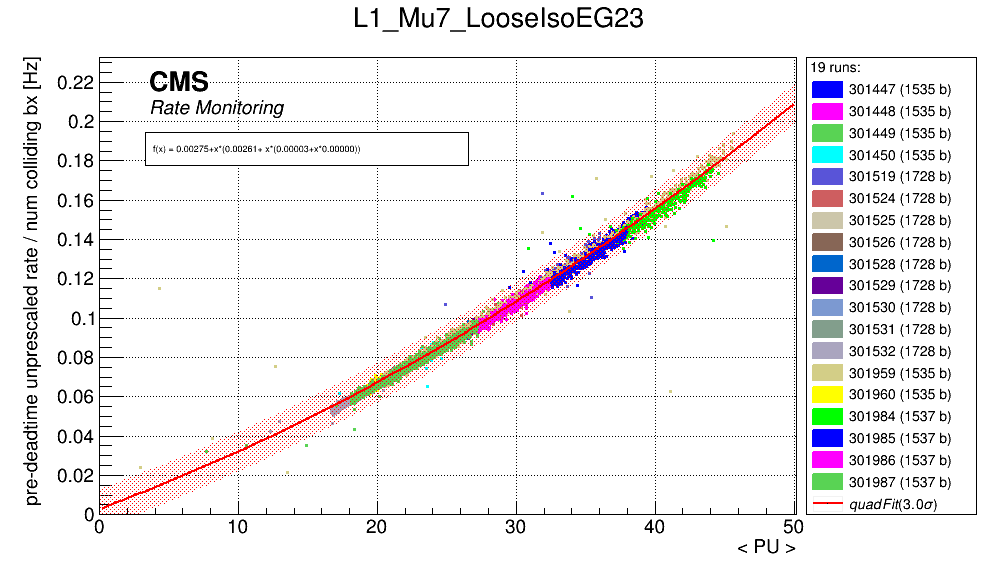 L1_Mu7_LooseIsoEG23
pre-deadtime unprescaled rate / num colliding bx [Hz]
CMS
Rate Monitoring
f(x) = 0.00275+x*(0.00261+ x*(0.00003+x*0.00000))
0.22
0.2
0.18
0.16
0.14
0.12
0.1
0.08
0.06
0.04
0.02
0
0 10 20 30 40 50
< PU >
19 runs:
301447 (1535 b)
301448 (1535 b)
301449 (1535 b)
301450 (1535 b)
301519 (1728 b)
301524 (1728 b)
301525 (1728 b)
301526 (1728 b)
301528 (1728 b)
301529 (1728 b)
301530 (1728 b)
301531 (1728 b)
301532 (1728 b)
301959 (1535 b)
301960 (1535 b)
301984 (1537 b)
301985 (1537 b)
301986 (1537 b)
301987 (1537 b)
quadFit(3.0σ)